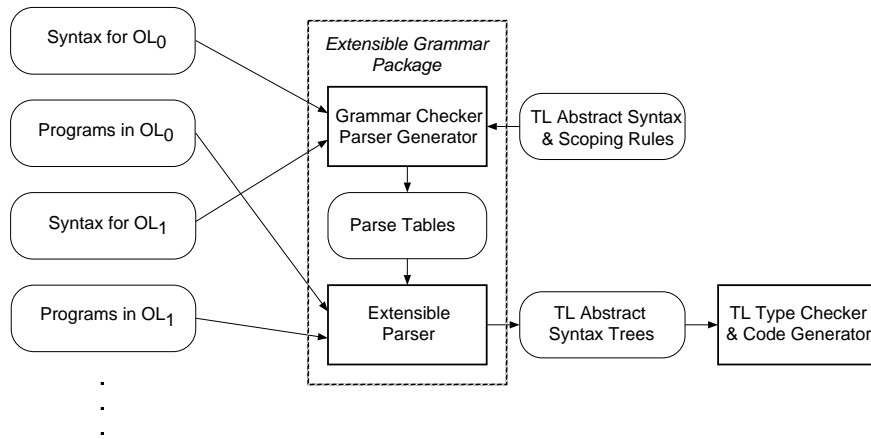 Syntax for OL0
Programs in OL0
Syntax for OL1
Programs in OL1
.
.
.
Extensible Grammar
Package
Grammar Checker
Parser Generator
Parse Tables
Extensible
Parser
TL Abstract Syntax
& Scoping Rules
TL Abstract
Syntax Trees
TL Type Checker
& Code Generator